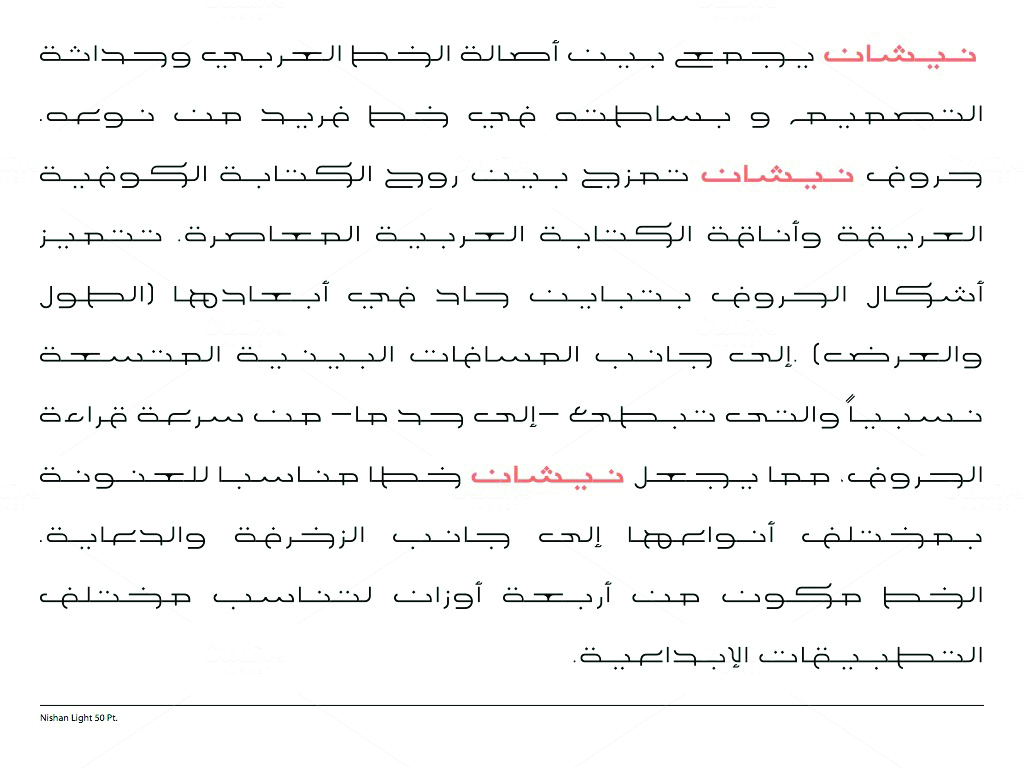 نيشان يجمع بين أصالة الخط العربي وحداثة
التصميم و بساطته في خط فريد من نوعه.
حروف نيشان تمزج بين روح الكتابة الكوفية
العريقة وأناقة الكتابة العربية المعاصرة. تتميز
أشكال الحروف بتباين حاد في أبعادها (الطول
والعرض) .إلى جانب المسافات البينية المتسعة
نسبياً والتى تبطئ –إلى حد ما– من سرعة قراءة
الحروف. مما يجعل نيشان خطا مناسبا للعنونة
بمختلف أنواعها إلى جانب الزخرفة والدعاية.
الخط مكون من أربعة أوزان لتناسب مختلف
التطبيقات الإبداعية.
Nishan Light 50 Pt.